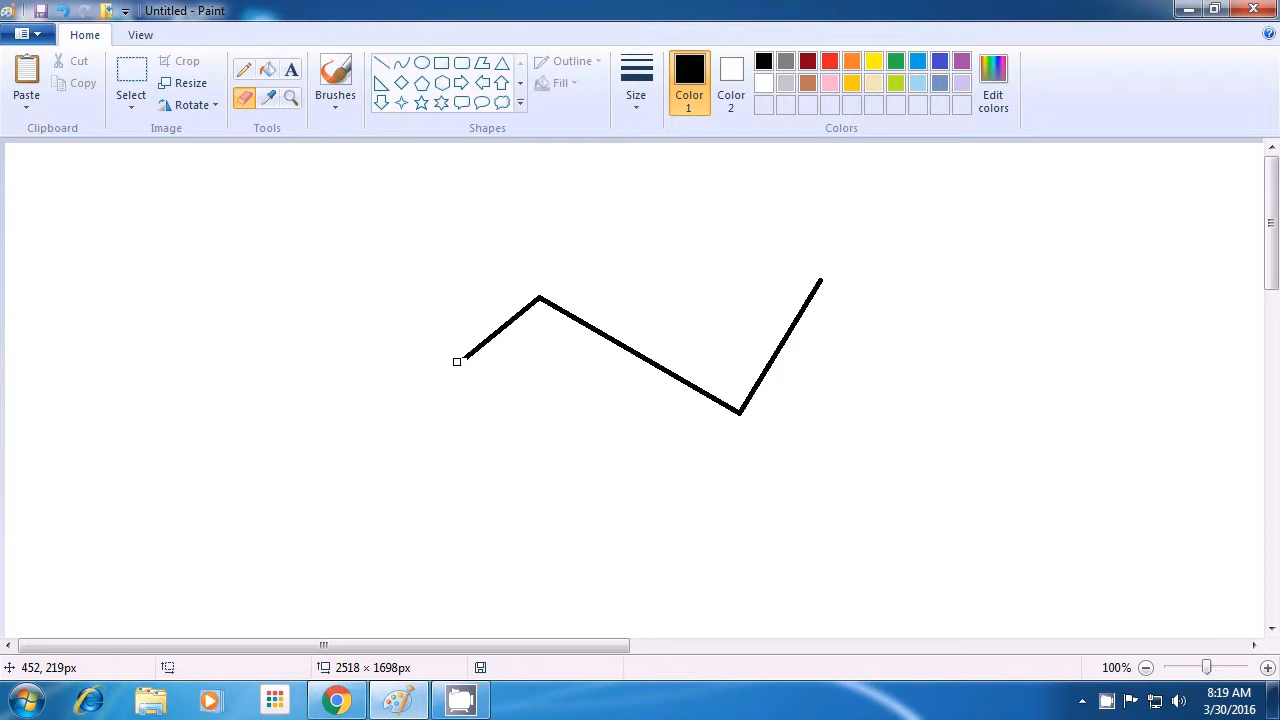 Untitled - Paint
Home View
Paste
Cut
Copy
Clipboard
Select
Crop
Resize
Rotate
Image
A
Tools
Brushes
Shapes
Outline
Fill
Size
Color 1
Color 2
Edit colors
Colors
452, 219px
2518 × 1698px
100%
8:19 AM
3/30/2016